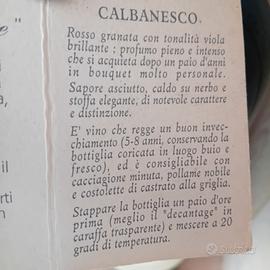 CALBANESCO
Rosso granata con tonalità viola
brillante ; profumo pieno e intenso
che si acquieta dopo un paio d'anni
in bouquet molto personale.
Sapore asciutto, caldo su nerbo e
stoffa elegante, di notevole carattere
e distinzione.
E' vino che regge un buon invec-
chiamento (5-8 anni, conservando la
bottiglia coricata in luogo buio e
fresco), ed è consigliabile con
cacciagione minuta, pollame nobile
e costolette di castrato alla griglia.
Stappare la bottiglia un paio d'ore
prima (meglio il "decantage" in
caraffa trasparente) e mescere a 20
gradi di temperatura.
il
rti
subito.it